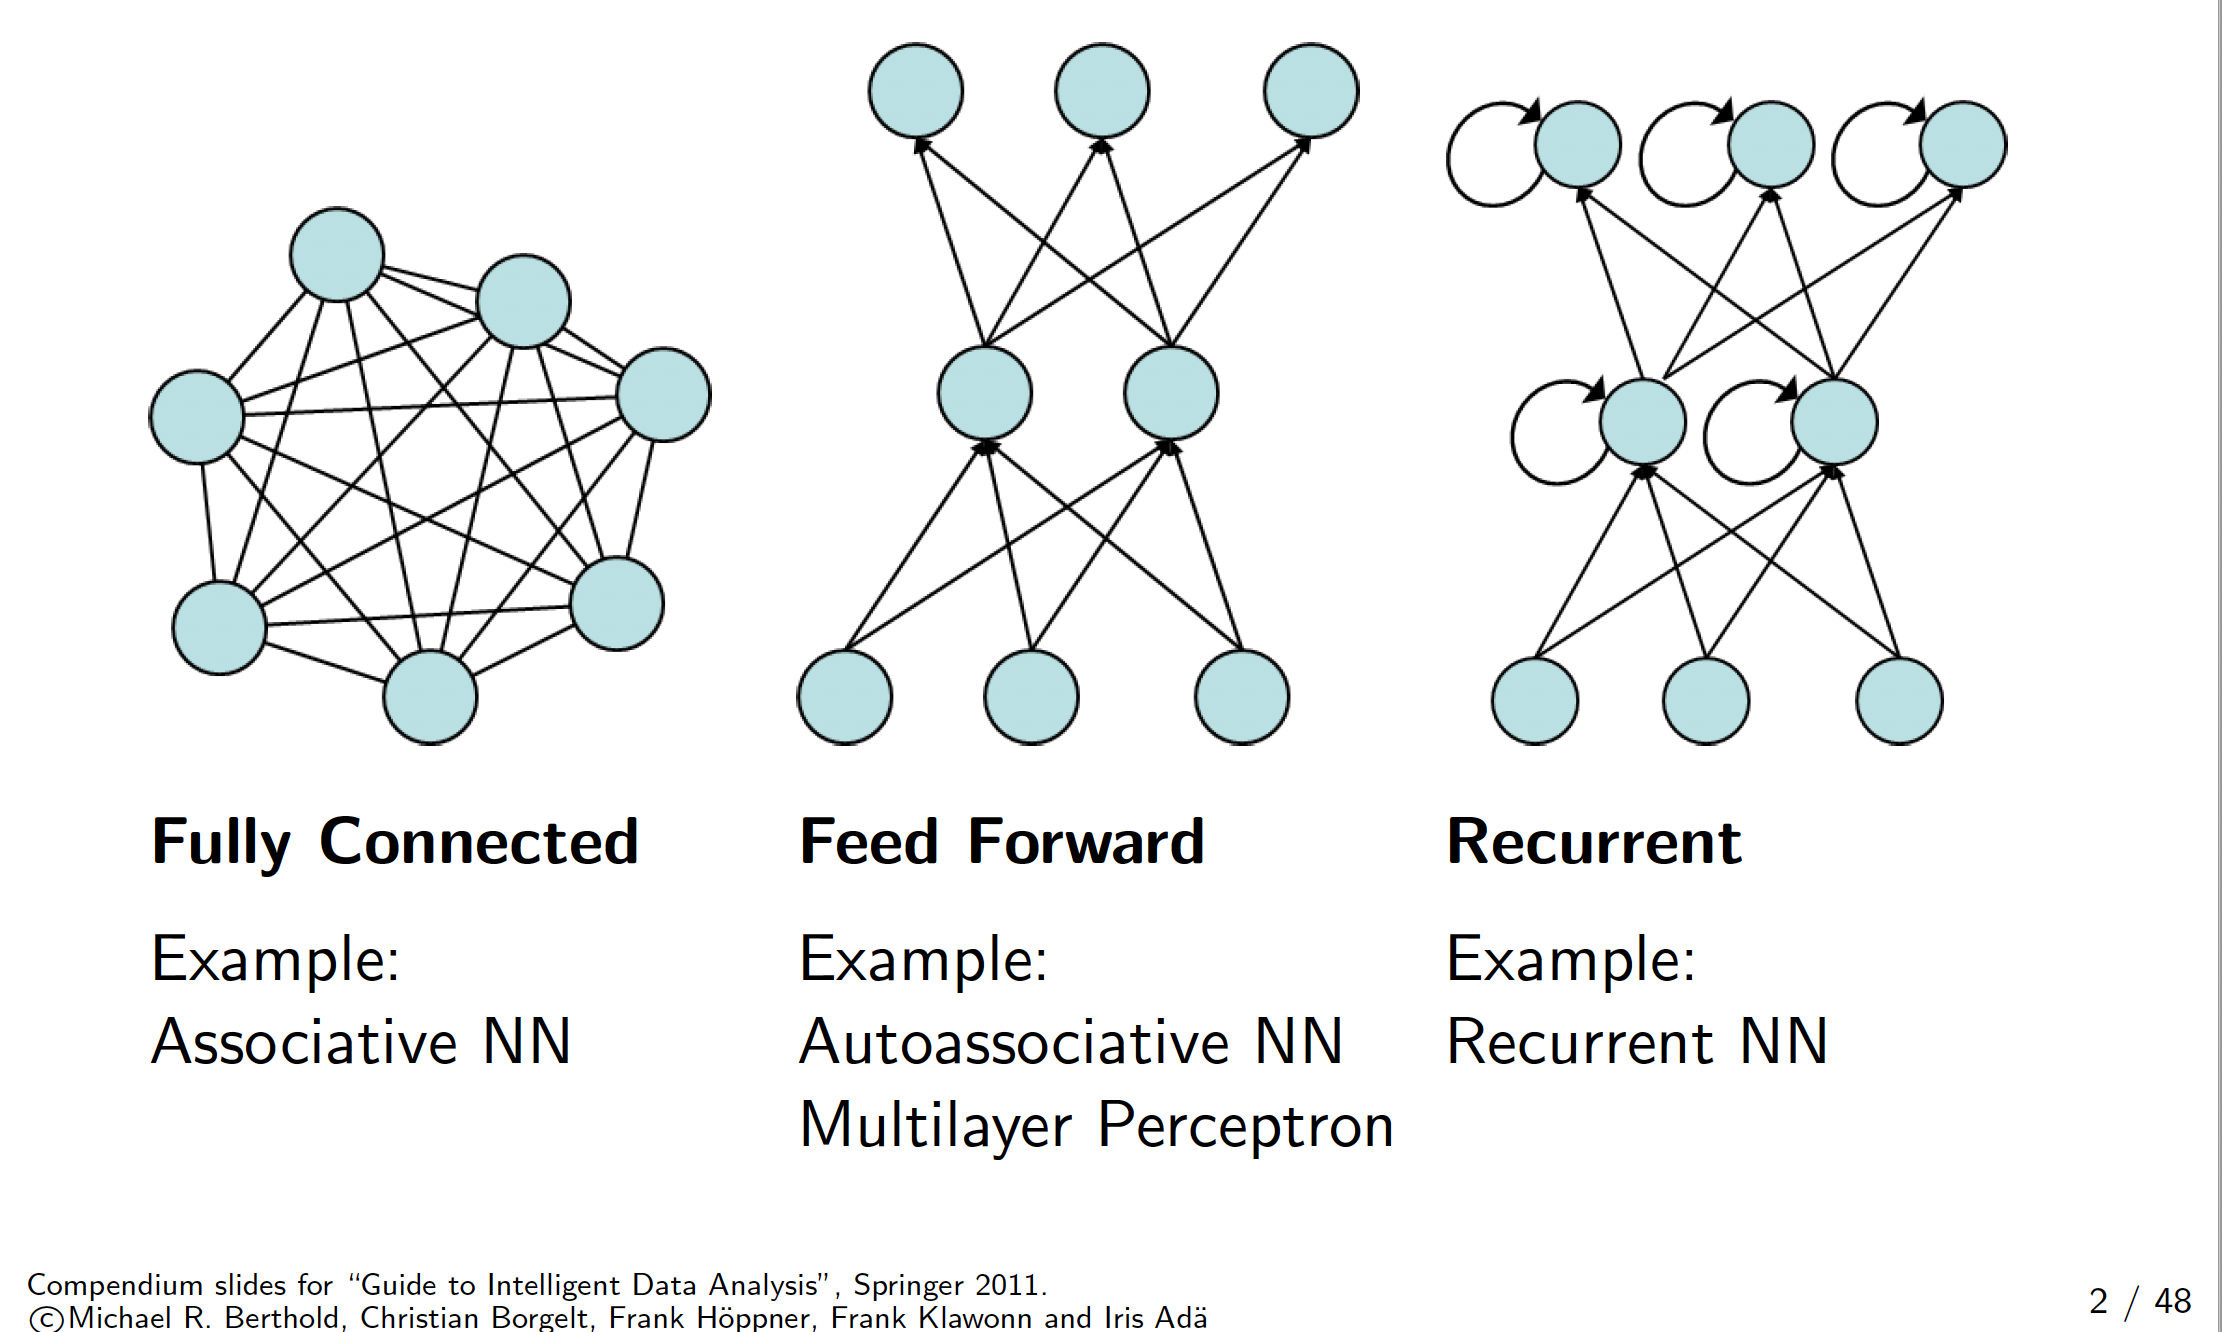 Fully Connected
Example:
Associative NN
Feed Forward
Example:
Autoassociative NN
Multilayer Perceptron
Recurrent
Example:
Recurrent NN
Compendium slides for “Guide to Intelligent Data Analysis”, Springer 2011.
©Michael R. Berthold, Christian Borgelt, Frank Höppner, Frank Klawonn and Iris Adä
2 / 48